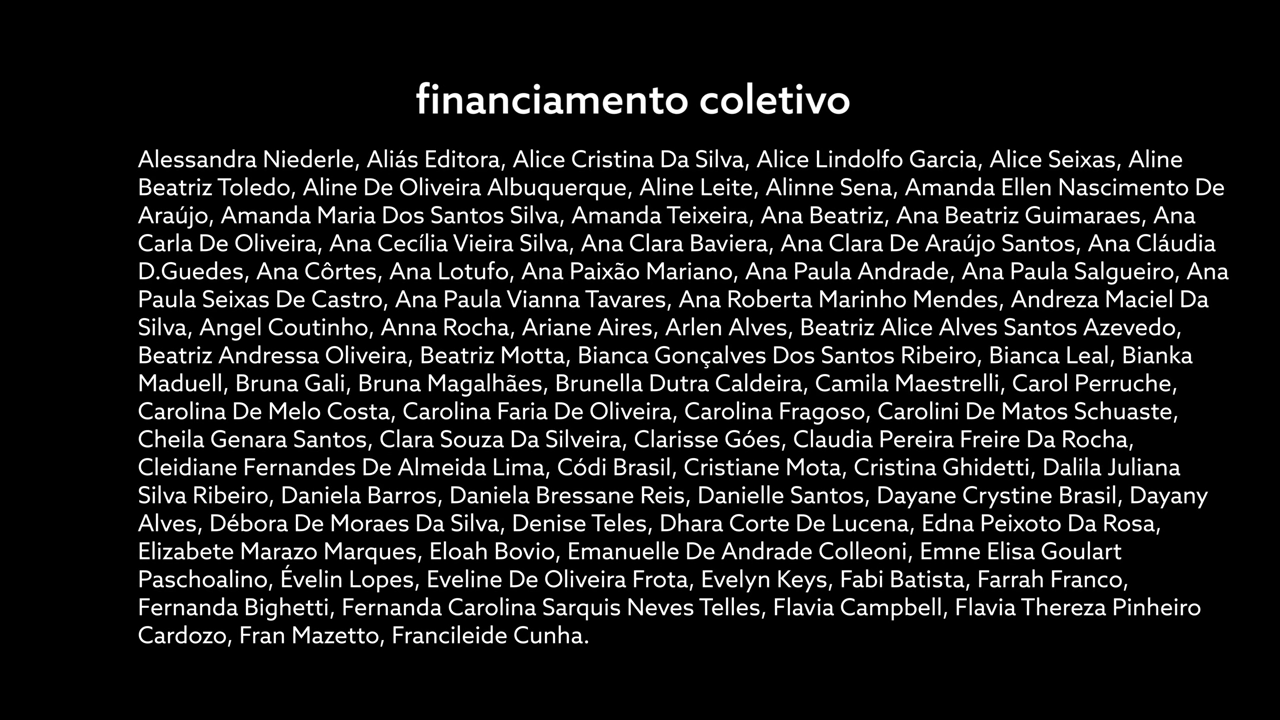 financiamento coletivo
Alessandra Niederle, Aliás Editora, Alice Cristina Da Silva, Alice Lindolfo Garcia, Alice Seixas, Aline
Beatriz Toledo, Aline De Oliveira Albuquerque, Aline Leite, Alinne Sena, Amanda Ellen Nascimento De
Araújo, Amanda Maria Dos Santos Silva, Amanda Teixeira, Ana Beatriz, Ana Beatriz Guimaraes, Ana
Carla De Oliveira, Ana Cecília Vieira Silva, Ana Clara Baviera, Ana Clara De Araújo Santos, Ana Cláudia
D.Guedes, Ana Côrtes, Ana Lotufo, Ana Paixão Mariano, Ana Paula Andrade, Ana Paula Salgueiro, Ana
Paula Seixas De Castro, Ana Paula Vianna Tavares, Ana Roberta Marinho Mendes, Andreza Maciel Da
Silva, Angel Coutinho, Anna Rocha, Ariane Aires, Arlen Alves, Beatriz Alice Alves Santos Azevedo,
Beatriz Andressa Oliveira, Beatriz Motta, Bianca Gonçalves Dos Santos Ribeiro, Bianca Leal, Bianka
Maduell, Bruna Gali, Bruna Magalhães, Brunella Dutra Caldeira, Camila Maestrelli, Carol Perruche,
Carolina De Melo Costa, Carolina Faria De Oliveira, Carolina Fragoso, Carolini De Matos Schuaste,
Cheila Genara Santos, Clara Souza Da Silveira, Clarisse Góes, Claudia Pereira Freire Da Rocha,
Cleidiane Fernandes De Almeida Lima, Códi Brasil, Cristiane Mota, Cristina Ghidetti, Dalila Juliana
Silva Ribeiro, Daniela Barros, Daniela Bressane Reis, Danielle Santos, Dayane Crystine Brasil, Dayany
Alves, Débora De Moraes Da Silva, Denise Teles, Dhara Corte De Lucena, Edna Peixoto Da Rosa,
Elizabete Marazo Marques, Eloah Bovio, Emanuelle De Andrade Colleoni, Emne Elisa Goulart
Paschoalino, Évelin Lopes, Eveline De Oliveira Frota, Evelyn Keys, Fabi Batista, Farrah Franco,
Fernanda Bighetti, Fernanda Carolina Sarquis Neves Telles, Flavia Campbell, Flavia Thereza Pinheiro
Cardozo, Fran Mazetto, Francileide Cunha.